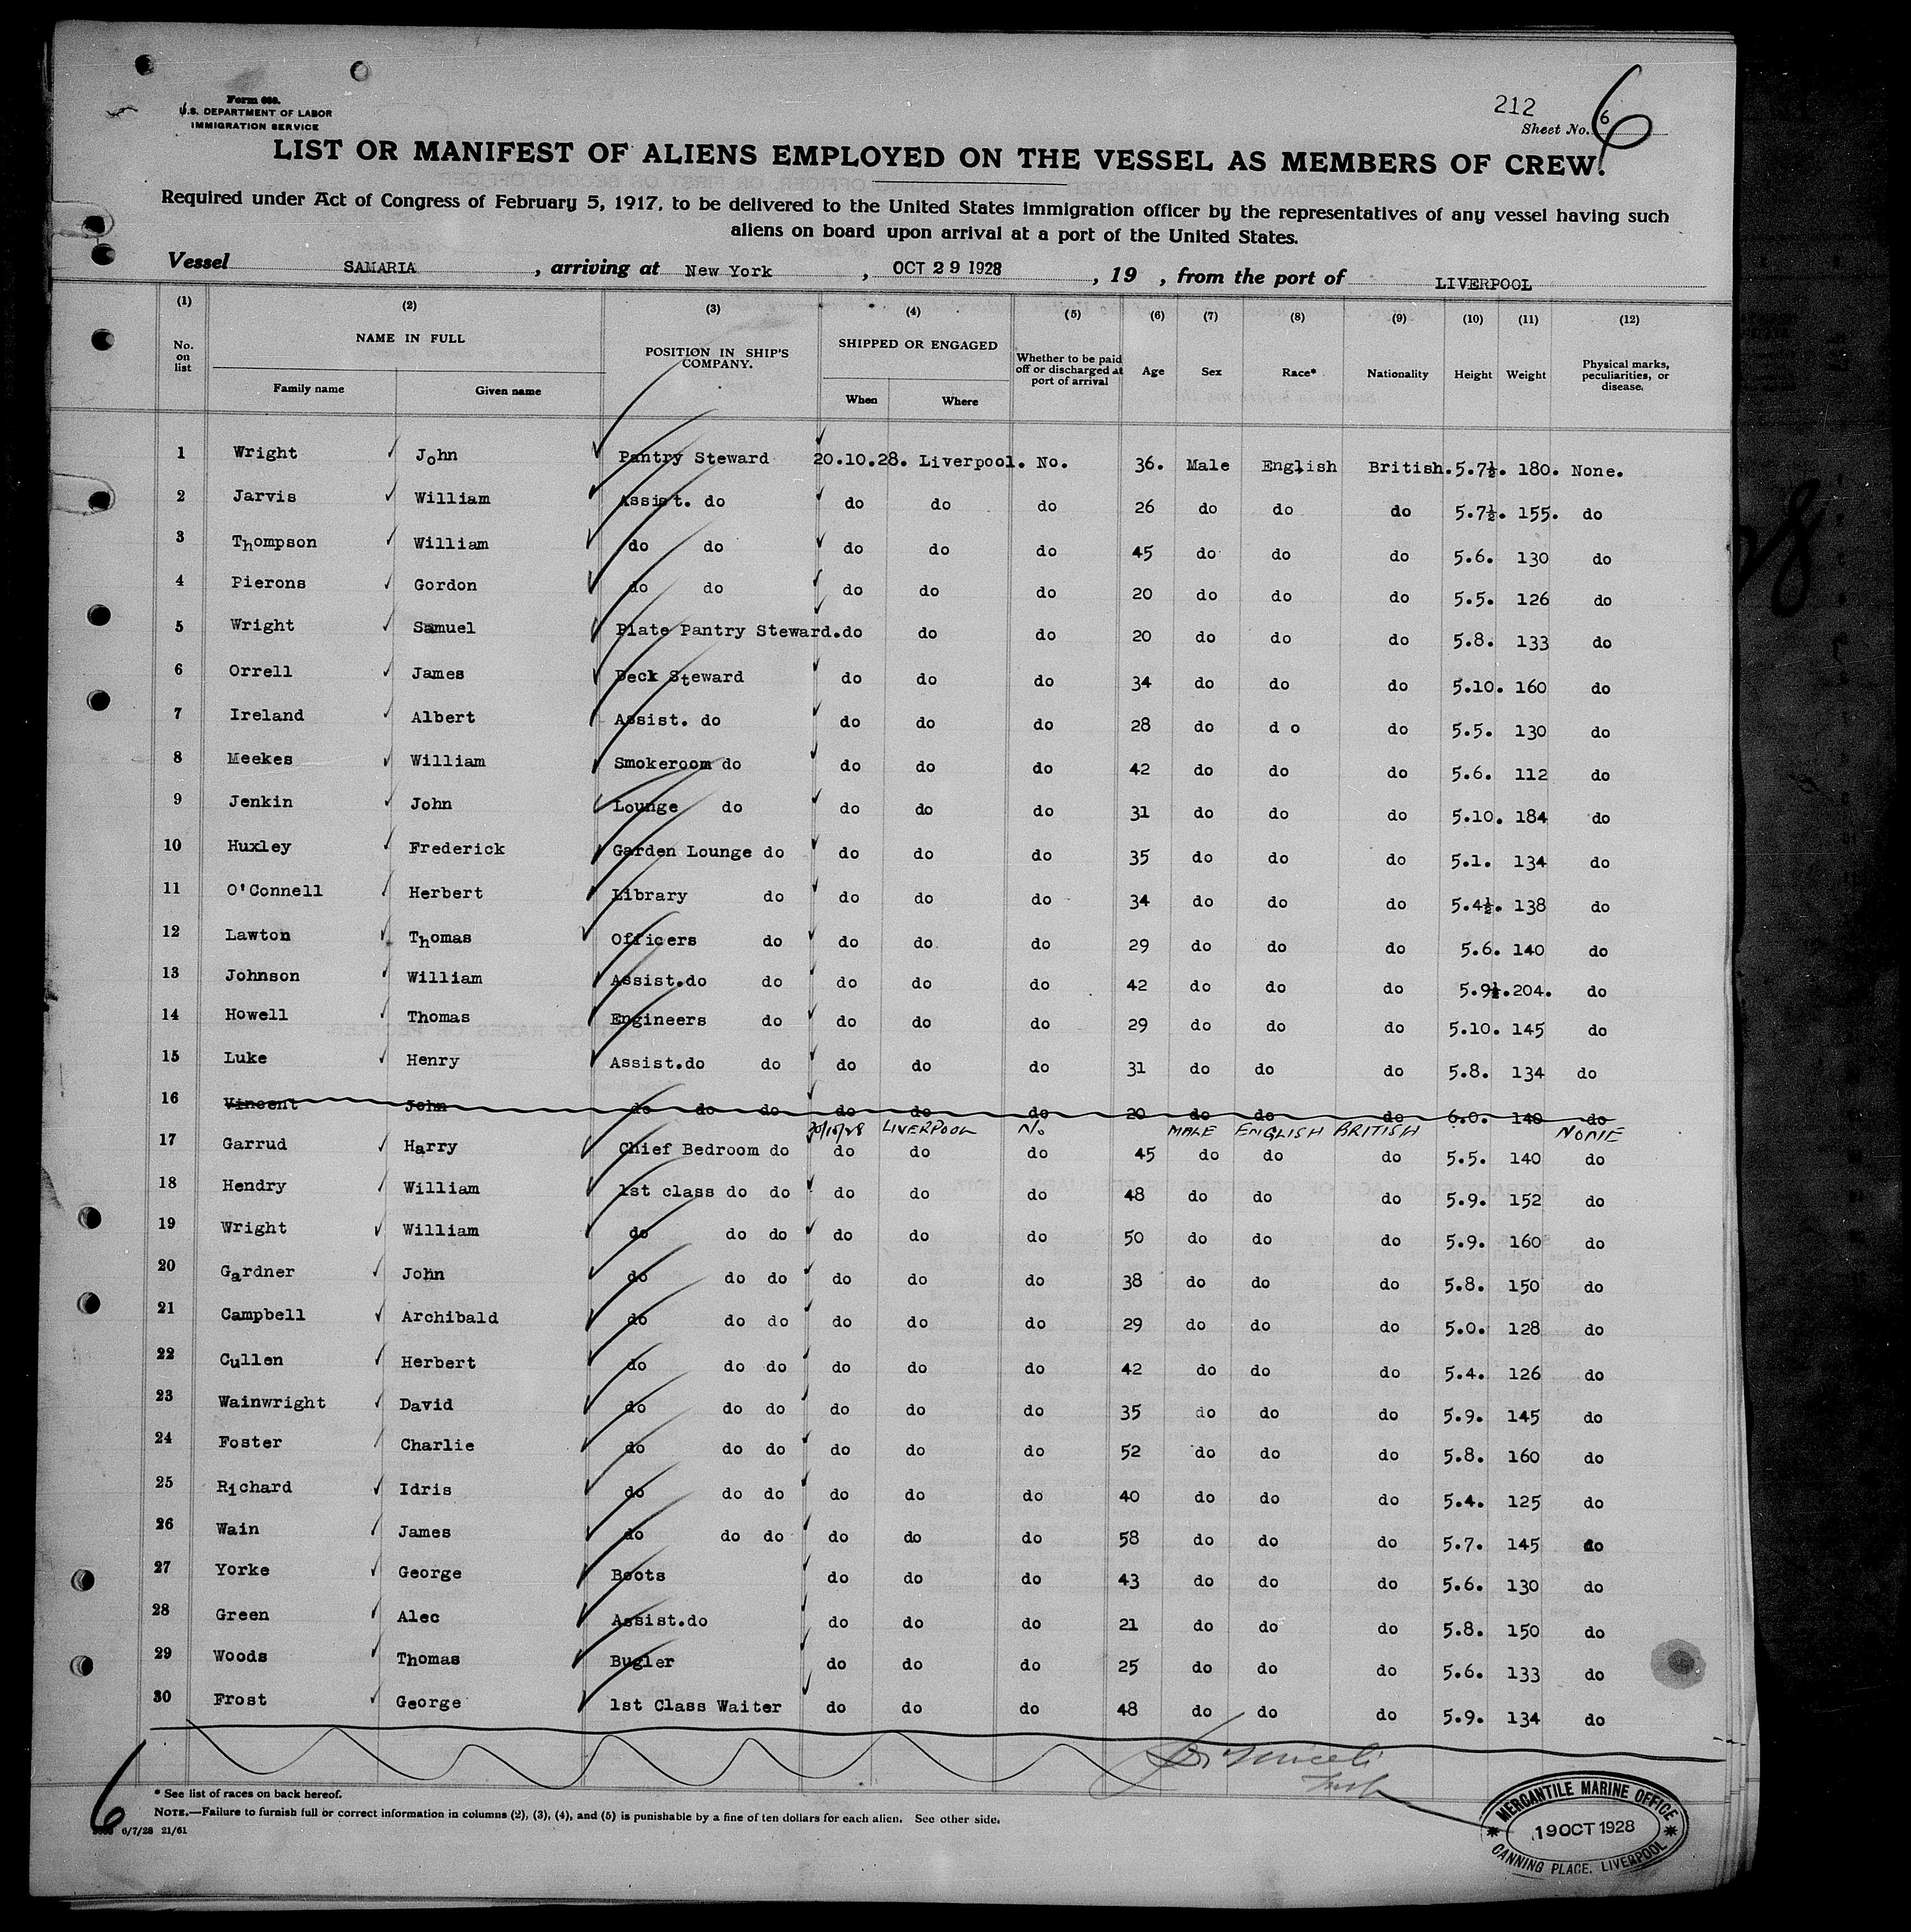 Form 680.
U.S. DEPARTMENT OF LABOR
IMMIGRATION SERVICE
212
Sheet No. 6
6
LIST OR MANIFEST OF ALIENS EMPLOYED ON THE VESSEL AS MEMBERS OF CREW.
Required under Act of Congress of February 5, 1917, to be delivered to the United States immigration officer by the representatives of any vessel having such
aliens on board upon arrival at a port of the United States.
Vessel SAMARIA, arriving at New York, OCT 29 1928, 19 , from the port of LIVERPOOL
(1) (2) (3) (4) (5) (6) (7) (8) (9) (10) (11) (12)
No. on list NAME IN FULL Family name Given name POSITION IN SHIP'S COMPANY. SHIPPED OR ENGAGED When Where Whether to be paid off or discharged at port of arrival Age Sex Race* Nationality Height Weight Physical marks, peculiarities, or disease.
1 Wright John Pantry Steward 20.10.28. Liverpool. No. 36. Male English British. 5.7½. 180. None.
2 Jarvis William Assist. do do do do 26 do do do 5.7½. 155. do
3 Thompson William do do do do do 45 do do do 5.6. 130 do
4 Pierons Gordon do do do do do 20 do do do 5.5. 126 do
5 Wright Samuel Plate Pantry Steward. do do do 20 do do do 5.8. 133 do
6 Orrell James Deck Steward do do do 34 do do do 5.10. 160 do
7 Ireland Albert Assist. do do do do 28 do d o do 5.5. 130 do
8 Meekes William Smokeroom do do do do 42 do do do 5.6. 112 do
9 Jenkin John Lounge do do do do 31 do do do 5.10. 184 do
10 Huxley Frederick Garden Lounge do do do do 35 do do do 5.1. 134 do
11 O'Connell Herbert Library do do do do 34 do do do 5.4½. 138 do
12 Lawton Thomas Officers do do do do 29 do do do 5.6. 140 do
13 Johnson William Assist.do do do do do 42 do do do 5.9½. 204. do
14 Howell Thomas Engineers do do do do 29 do do do 5.10. 145 do
15 Luke Henry Assist.do do do do do 31 do do do 5.8. 134 do
16 Vincent John do do do do do do 20 do do do 6.0. 140 do
20/10/28 LIVERPOOL No MALE ENGLISH BRITISH NONE
17 Garrud Harry Chief Bedroom do do do do 45 do do do 5.5. 140 do
18 Hendry William 1st class do do do do do 48 do do do 5.9. 152 do
19 Wright William do do do do do do 50 do do do 5.9. 160 do
20 Gardner John do do do do do do 38 do do do 5.8. 150 do
21 Campbell Archibald do do do do do do 29 do do do 5.0. 128 do
22 Cullen Herbert do do do do do do 42 do do do 5.4. 126 do
23 Wainwright David do do do do do do 35 do do do 5.9. 145 do
24 Foster Charlie do do do do do do 52 do do do 5.8. 160 do
25 Richard Idris do do do do do do 40 do do do 5.4. 125 do
26 Wain James do do do do do do 58 do do do 5.7. 145 do
27 Yorke George Boots do do do 43 do do do 5.6. 130 do
28 Green Alec Assist.do do do do 21 do do do 5.8. 150 do
29 Woods Thomas Bugler do do do 25 do do do 5.6. 133 do
30 Frost George 1st Class Waiter do do do 48 do do do 5.9. 134 do
* See list of races on back hereof.
NOTE.—Failure to furnish full or correct information in columns (2), (3), (4), and (5) is punishable by a fine of ten dollars for each alien. See other side.
6
6/7/28 21/61
MERCANTILE MARINE OFFICE
19 OCT 1928
CANNING PLACE, LIVERPOOL